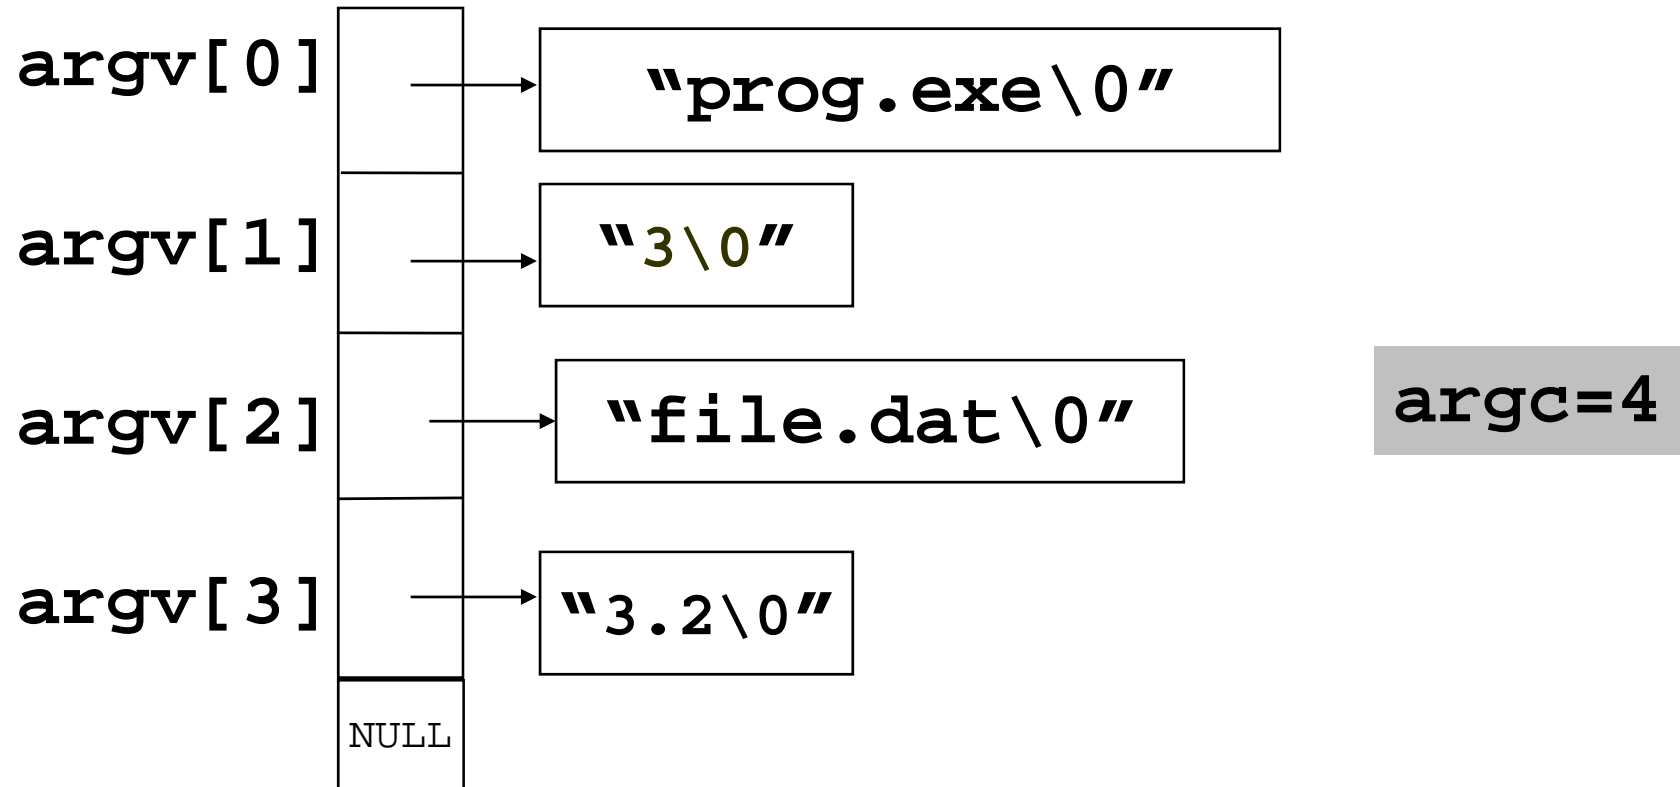 argv[0] “prog.exe\0”
argv[1] “3\0”
argv[2] “file.dat\0”
argc=4
argv[3] “3.2\0”
NULL